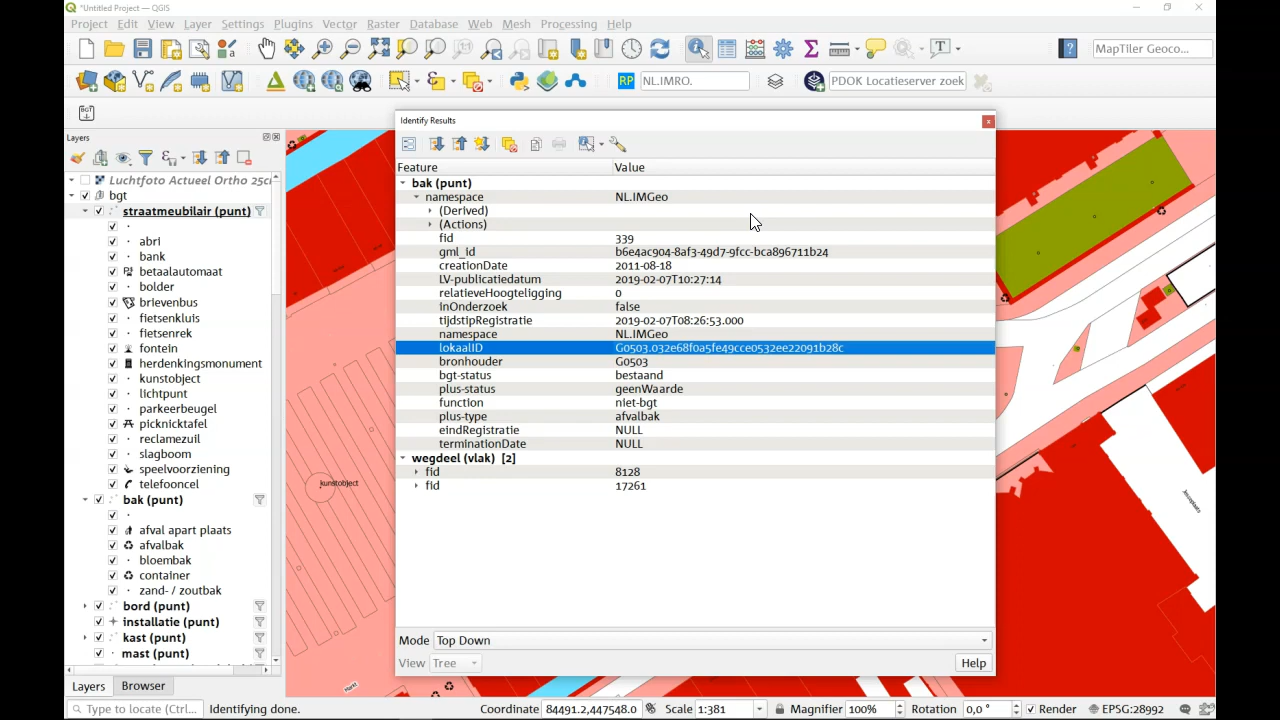 *Untitled Project — QGIS
Project Edit View Layer Settings Plugins Vector Raster Database Web Mesh Processing Help
MapTiler Geoco...
RP NL.IMRO. PDOK Locatieserver zoek
BGT
Layers
Luchtfoto Actueel Ortho 25c
bgt
straatmeubilair (punt)
abri
bank
betaalautomaat
bolder
brievenbus
fietsenkluis
fietsenrek
fontein
herdenkingsmonument
kunstobject
lichtpunt
parkeerbeugel
picknicktafel
reclamezuil
slagboom
speelvoorziening
telefooncel
bak (punt)
afval apart plaats
afvalbak
bloembak
container
zand- / zoutbak
bord (punt)
installatie (punt)
kast (punt)
mast (punt)
Layers Browser
Identify Results
Feature Value
bak (punt)
namespace NL.IMGeo
(Derived)
(Actions)
fid 339
gml_id b6e4ac904-8af3-49d7-9fcc-bca896711b24
creationDate 2011-08-18
LV-publicatiedatum 2019-02-07T10:27:14
relatieveHoogteligging 0
inOnderzoek false
tijdstipRegistratie 2019-02-07T08:26:53.000
namespace NL.IMGeo
lokaalID G0503.032e68f0a5fe49cce0532ee22091b28c
bronhouder G0503
bgt-status bestaand
plus-status geenWaarde
function niet-bgt
plus-type afvalbak
eindRegistratie NULL
terminationDate NULL
wegdeel (vlak) [2]
fid 8128
fid 17261
Mode Top Down
View Tree Help
kunstobject
Markt
Type to locate (Ctrl... Identifying done. Coordinate 84491.2,447548.0 Scale 1:381 Magnifier 100% Rotation 0,0 ° Render EPSG:28992